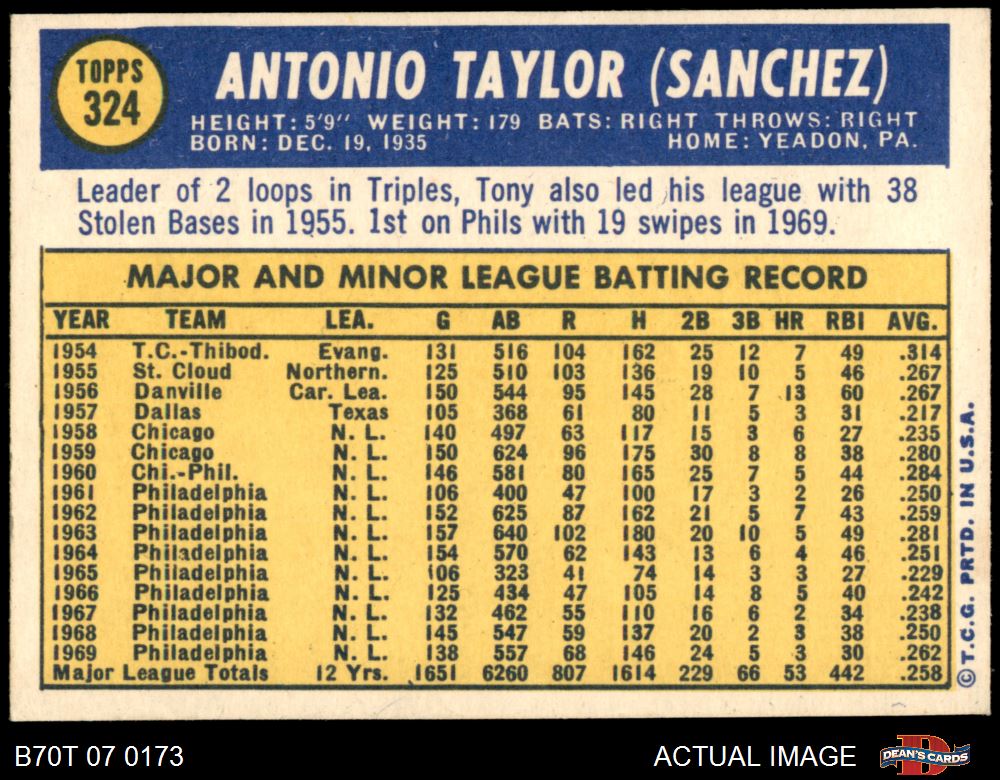 TOPPS
324
ANTONIO TAYLOR (SANCHEZ)
HEIGHT: 5'9" WEIGHT: 179 BATS: RIGHT THROWS: RIGHT
BORN: DEC. 19, 1935 HOME: YEADON, PA.
Leader of 2 loops in Triples, Tony also led his league with 38
Stolen Bases in 1955. 1st on Phils with 19 swipes in 1969.
MAJOR AND MINOR LEAGUE BATTING RECORD
YEAR TEAM LEA. G AB R H 2B 3B HR RBI AVG.
1954 T.C.-Thibod. Evang. 131 516 104 162 25 12 7 49 .314
1955 St. Cloud Northern. 125 510 103 136 19 10 5 46 .267
1956 Danville Car. Lea. 150 544 95 145 28 7 13 60 .267
1957 Dallas Texas 105 368 61 80 11 5 3 31 .217
1958 Chicago N. L. 140 497 63 117 15 3 6 27 .235
1959 Chicago N. L. 150 624 96 175 30 8 8 38 .280
1960 Chi.-Phil. N. L. 146 581 80 165 25 7 5 44 .284
1961 Philadelphia N. L. 106 400 47 100 17 3 2 26 .250
1962 Philadelphia N. L. 152 625 87 162 21 5 7 43 .259
1963 Philadelphia N. L. 157 640 102 180 20 10 5 49 .281
1964 Philadelphia N. L. 154 570 62 143 13 6 4 46 .251
1965 Philadelphia N. L. 106 323 41 74 14 3 3 27 .229
1966 Philadelphia N. L. 125 434 47 105 14 8 5 40 .242
1967 Philadelphia N. L. 132 462 55 110 16 6 2 34 .238
1968 Philadelphia N. L. 145 547 59 137 20 2 3 38 .250
1969 Philadelphia N. L. 138 557 68 146 24 5 3 30 .262
Major League Totals 12 Yrs. 1651 6260 807 1614 229 66 53 442 .258
© T.C.G. PRTD. IN U.S.A.
B70T 07 0173
ACTUAL IMAGE
DEAN'S CARDS